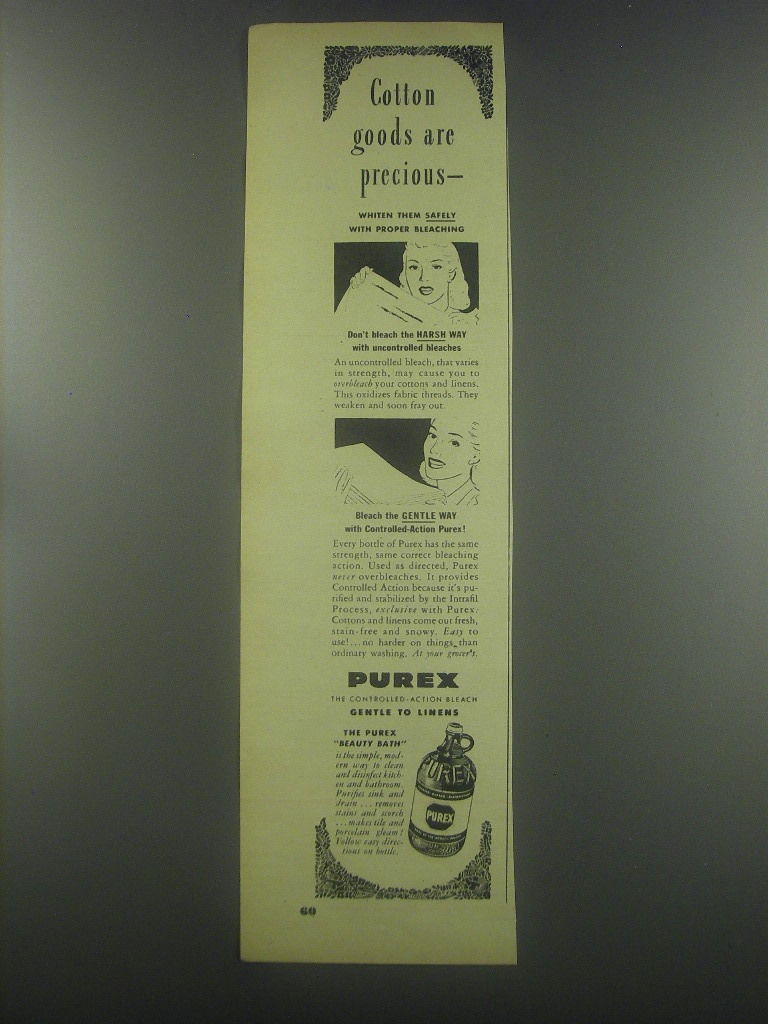 Cotton
goods are
precious—
WHITEN THEM SAFELY
WITH PROPER BLEACHING
Don't bleach the HARSH WAY
with uncontrolled bleaches
An uncontrolled bleach, that varies
in strength, may cause you to
overbleach your cottons and linens.
This oxidizes fabric threads. They
weaken and soon fray out.
Bleach the GENTLE WAY
with Controlled-Action Purex!
Every bottle of Purex has the same
strength, same correct bleaching
action. Used as directed, Purex
never overbleaches. It provides
Controlled Action because it's pu-
rified and stabilized by the Intrafil
Process, exclusive with Purex.
Cottons and linens come out fresh,
stain-free and snowy. Easy to
use!...no harder on things than
ordinary washing. At your grocer's.
PUREX
THE CONTROLLED-ACTION BLEACH
GENTLE TO LINENS
THE PUREX
"BEAUTY BATH"
is the simple, mod-
ern way to clean
and disinfect kitch-
en and bathroom.
Purifies sink and
drain ... removes
stains and scorch
... makes tile and
porcelain gleam!
Follow easy direc-
tions on bottle.
PUREX
PUREX
60